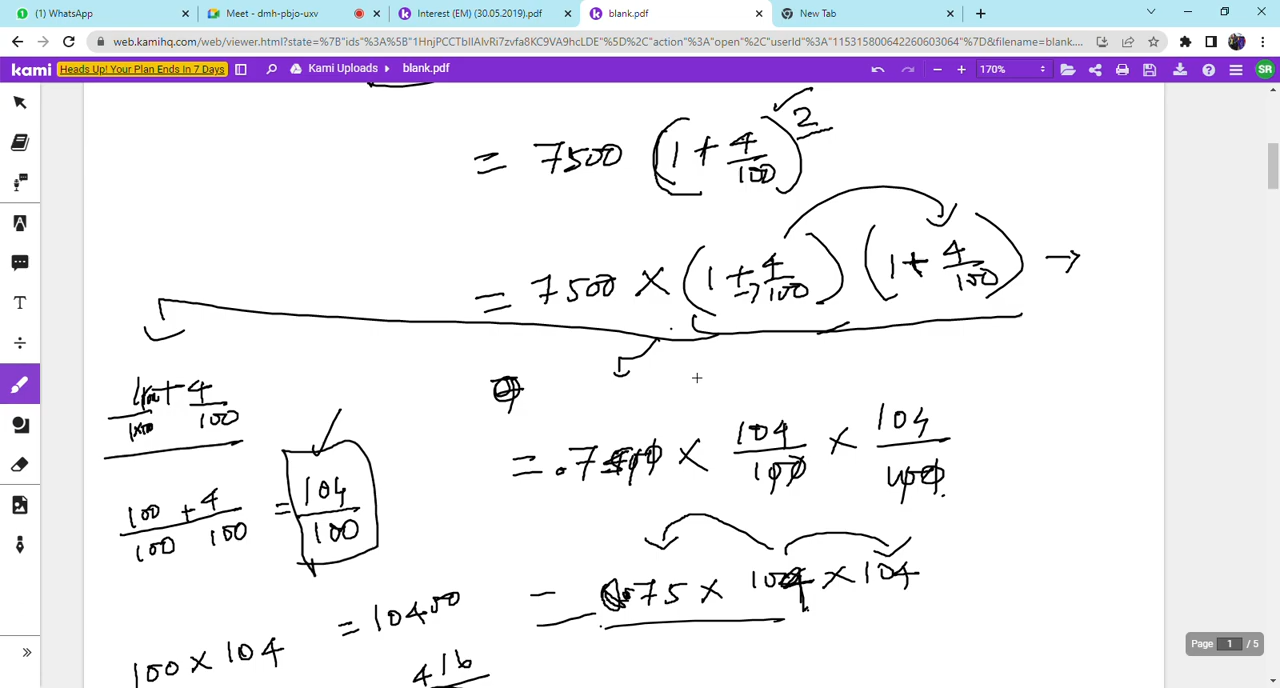 (1) WhatsApp
Meet - dmh-pbjo-uxv
Interest (EM) (30.05.2019).pdf
blank.pdf
New Tab
web.kamihq.com/web/viewer.html?state=%7B"ids"%3A%5B"1HnjPCCTbIIAlvRi7zvfa8KC9VA9hcLDE"%5D%2C"action"%3A"open"%2C"userId"%3A"115315800642260603064"%7D&filename=blank....
kami
Heads Up! Your Plan Ends In 7 Days
Kami Uploads
blank.pdf
170%
SR
= 7500 (1 + 4/100)^2
= 7500 × (1 + 4/100) (1 + 4/100) →
+ 4/100
= .7500 × 104/100 × 104/100.
100/100 + 4/100 = 104/100
75 × 104 × 104
100 × 104 = 10400
416
Page 1 / 5